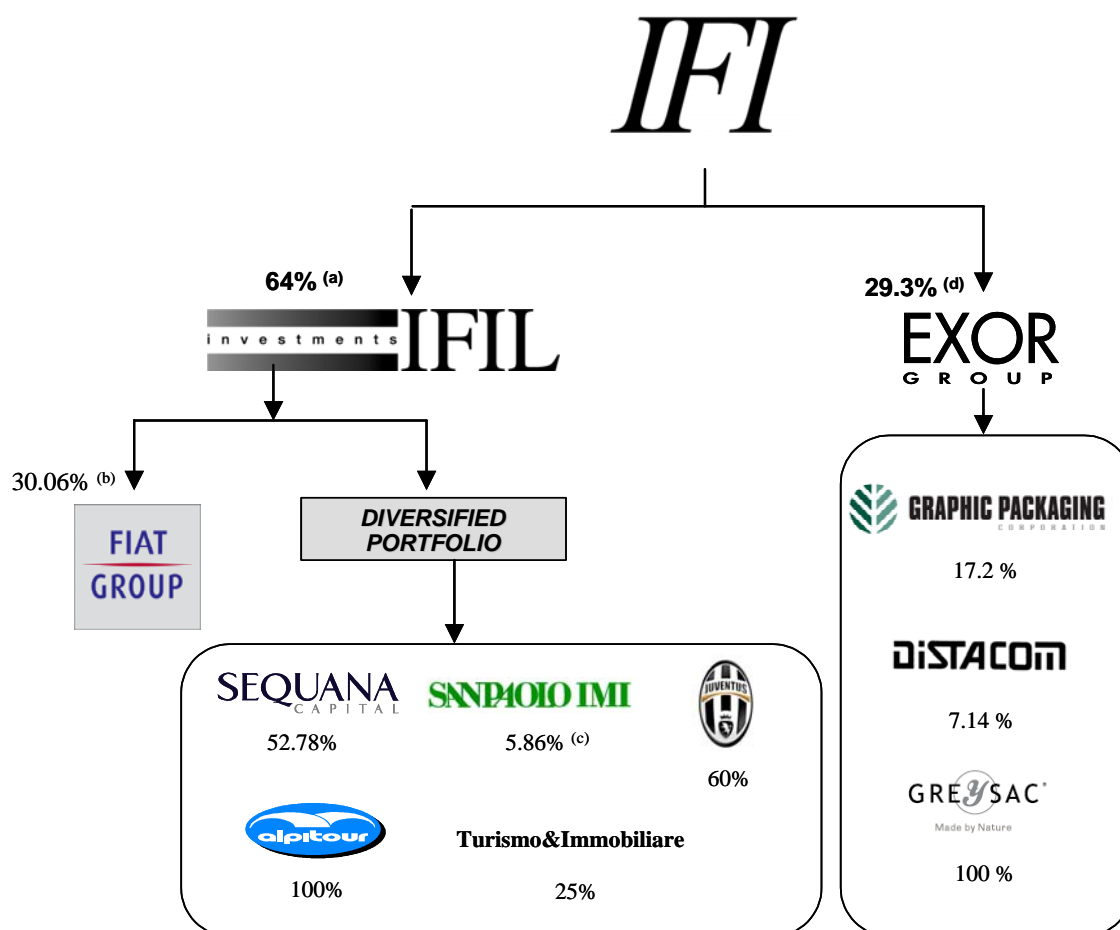 IFI
64% (a)
investments IFIL
29.3% (d)
EXOR
GROUP
30.06% (b)
FIAT
GROUP
DIVERSIFIED
PORTFOLIO
GRAPHIC PACKAGING
CORPORATION
17.2 %
DiSTACOM
7.14 %
GREYSAC
Made by Nature
100 %
SEQUANA
CAPITAL
52.78%
SANPAOLO IMI
5.86% (c)
JUVENTUS
60%
alpitour
100%
Turismo&Immobiliare
25%